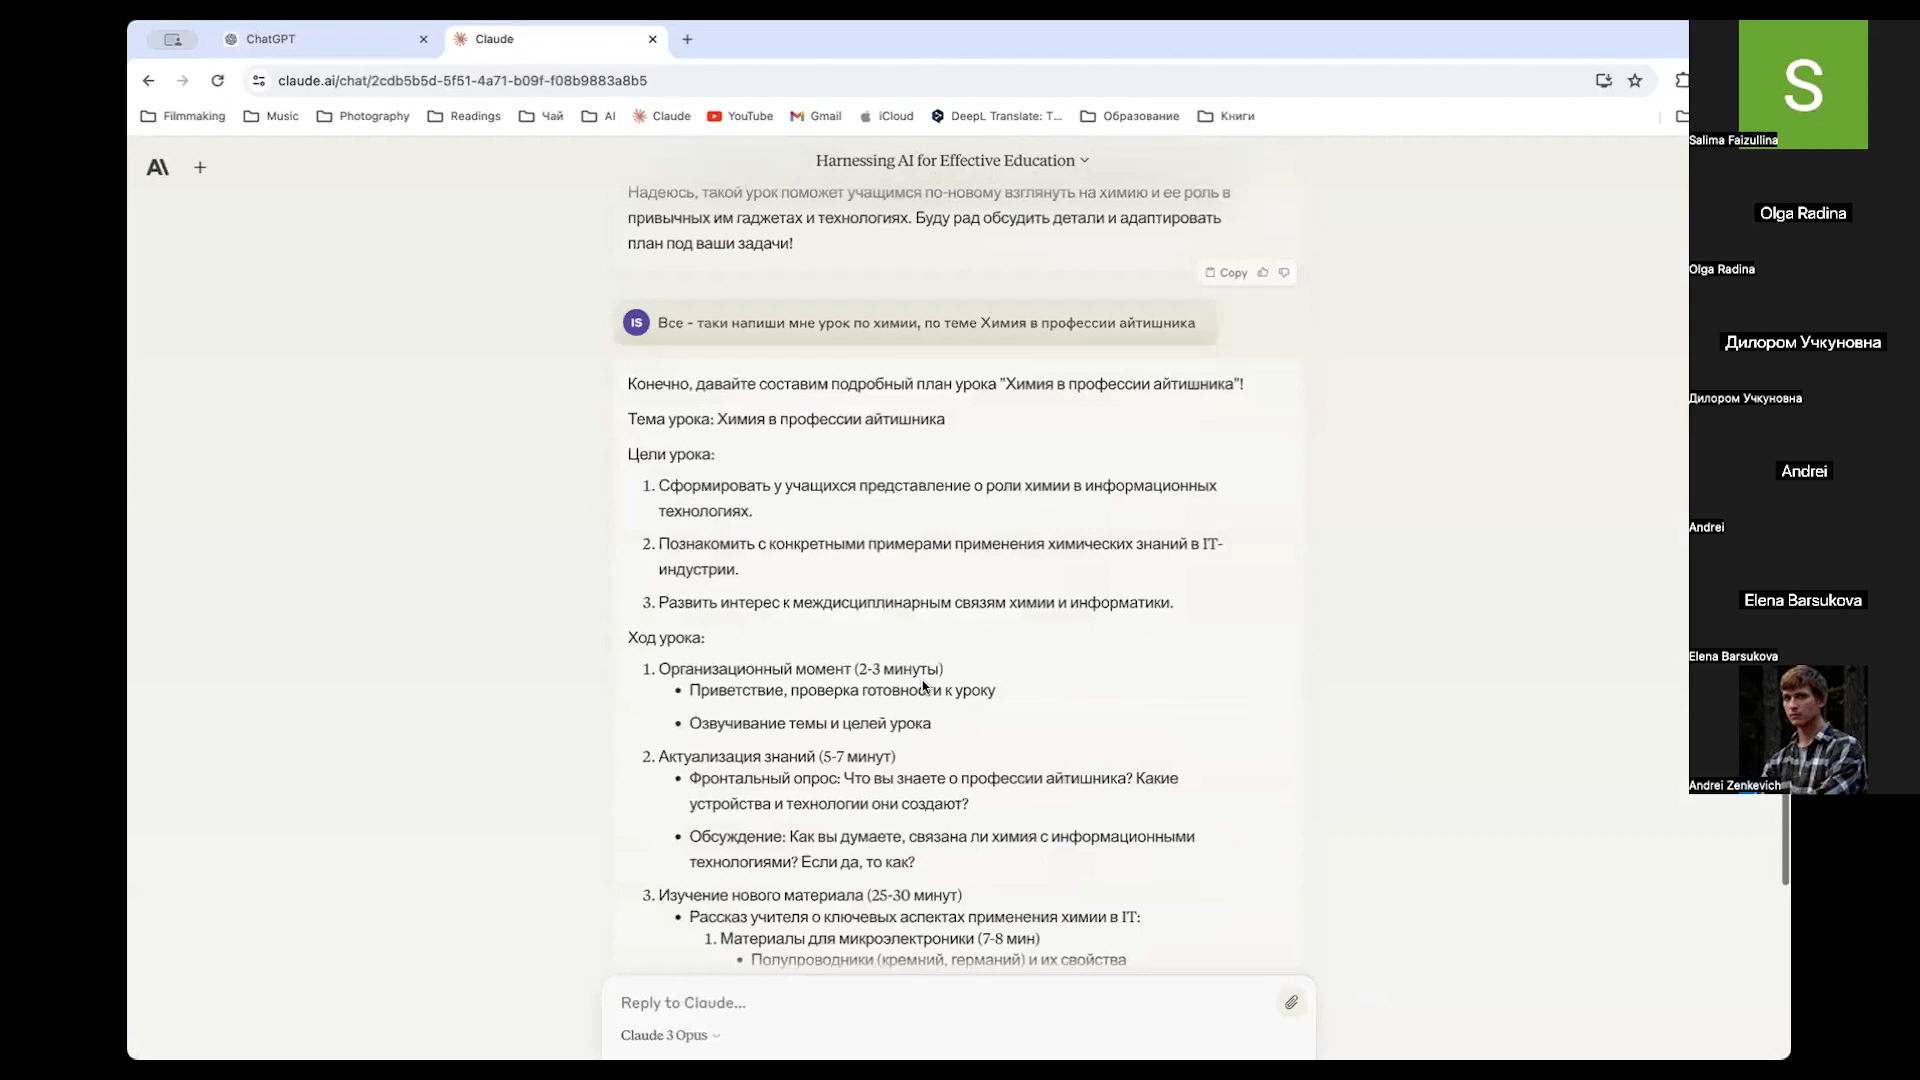 ChatGPT
Claude
claude.ai/chat/2cdb5b5d-5f51-4a71-b09f-f08b9883a8b5
Filmmaking
Music
Photography
Readings
Чай
AI
Claude
YouTube
Gmail
iCloud
DeepL Translate: T...
Образование
Книги
Harnessing AI for Effective Education
Надеюсь, такой урок поможет учащимся по-новому взглянуть на химию и ее роль в
привычных им гаджетах и технологиях. Буду рад обсудить детали и адаптировать
план под ваши задачи!
Copy
IS
Все - таки напиши мне урок по химии, по теме Химия в профессии айтишника
Конечно, давайте составим подробный план урока "Химия в профессии айтишника"!
Тема урока: Химия в профессии айтишника
Цели урока:
1. Сформировать у учащихся представление о роли химии в информационных
технологиях.
2. Познакомить с конкретными примерами применения химических знаний в IT-
индустрии.
3. Развить интерес к междисциплинарным связям химии и информатики.
Ход урока:
1. Организационный момент (2-3 минуты)
• Приветствие, проверка готовности к уроку
• Озвучивание темы и целей урока
2. Актуализация знаний (5-7 минут)
• Фронтальный опрос: Что вы знаете о профессии айтишника? Какие
устройства и технологии они создают?
• Обсуждение: Как вы думаете, связана ли химия с информационными
технологиями? Если да, то как?
3. Изучение нового материала (25-30 минут)
• Рассказ учителя о ключевых аспектах применения химии в IT:
1. Материалы для микроэлектроники (7-8 мин)
• Полупроводники (кремний, германий) и их свойства
Reply to Claude...
Claude 3 Opus
S
Salima Faizullina
Olga Radina
Olga Radina
Дилором Учкуновна
Дилором Учкуновна
Andrei
Andrei
Elena Barsukova
Elena Barsukova
Andrei Zenkevich